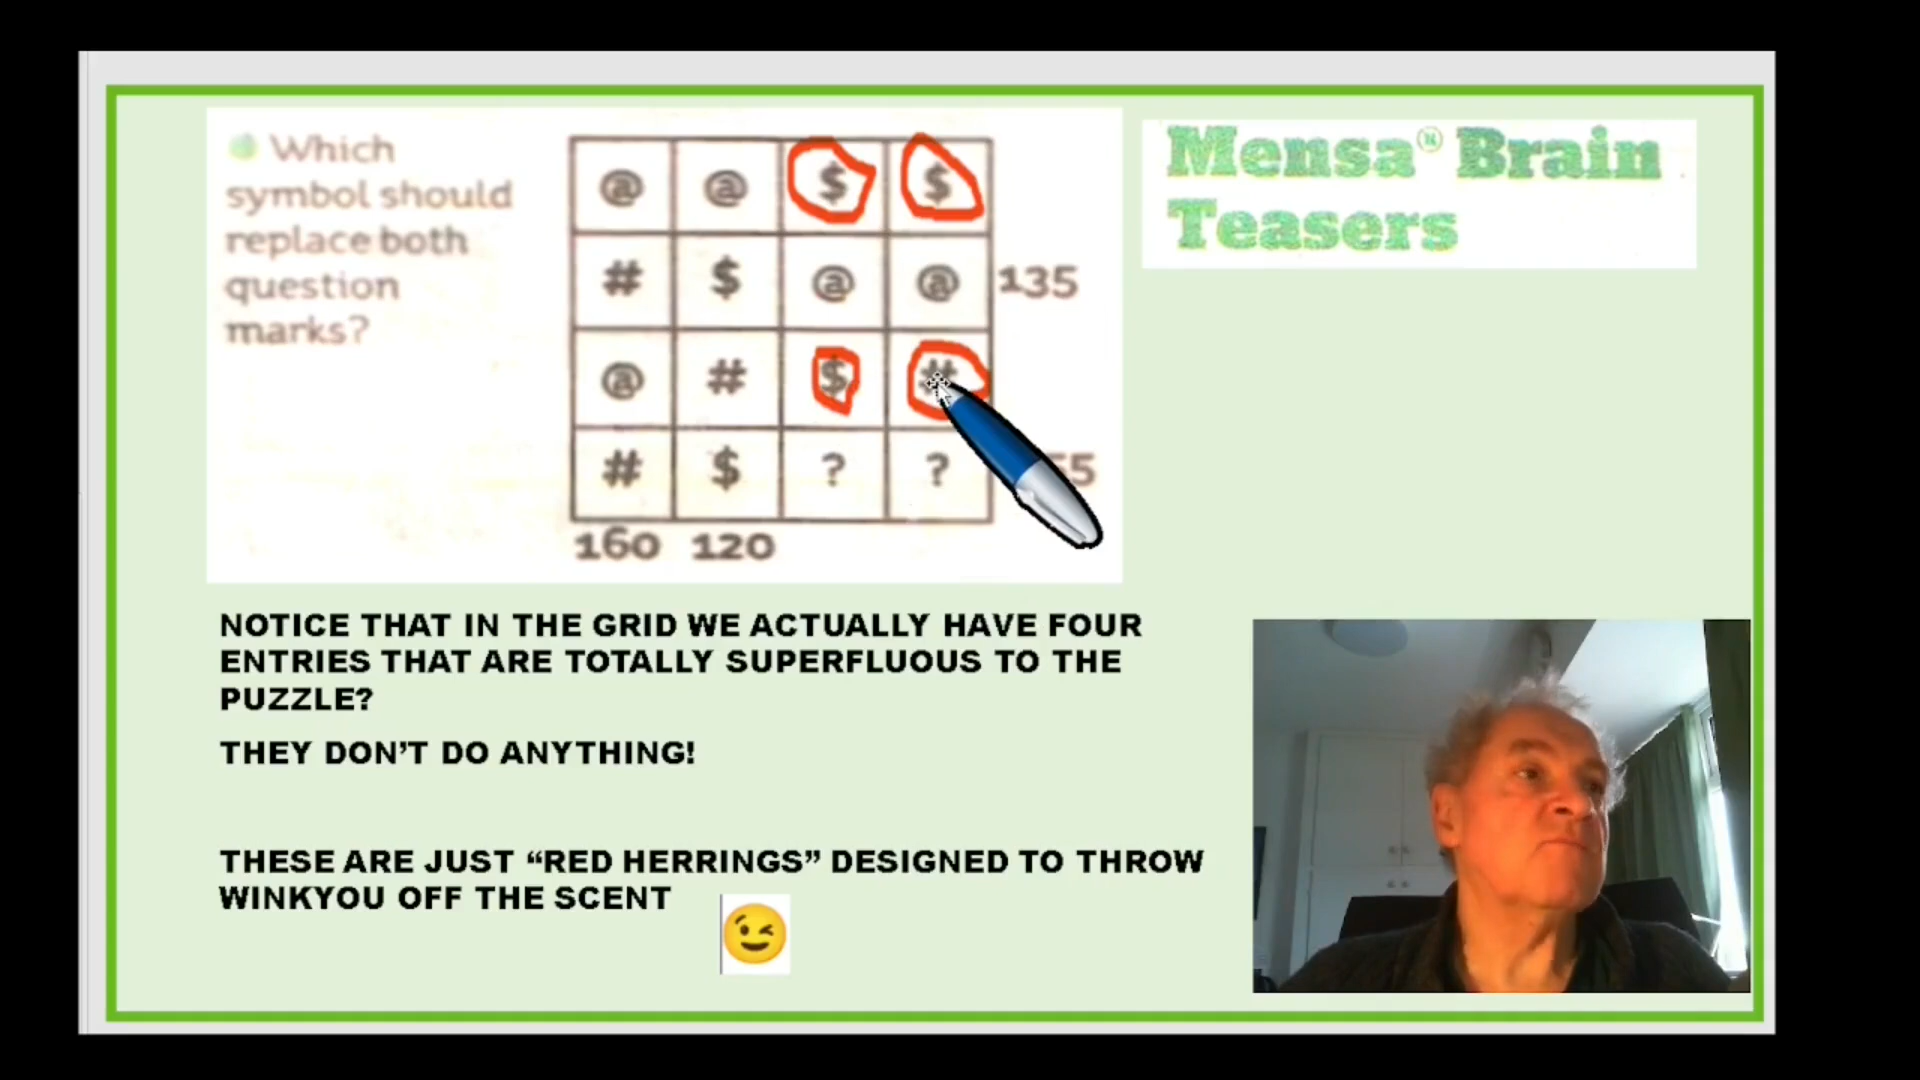 Which
symbol should
replace both
question
marks?
@ @ $ $
# $ @ @ 135
@ # $ #
# $ ? ? 5
160 120
Mensa® Brain
Teasers
NOTICE THAT IN THE GRID WE ACTUALLY HAVE FOUR
ENTRIES THAT ARE TOTALLY SUPERFLUOUS TO THE
PUZZLE?
THEY DON’T DO ANYTHING!
THESE ARE JUST “RED HERRINGS” DESIGNED TO THROW
WINKYOU OFF THE SCENT